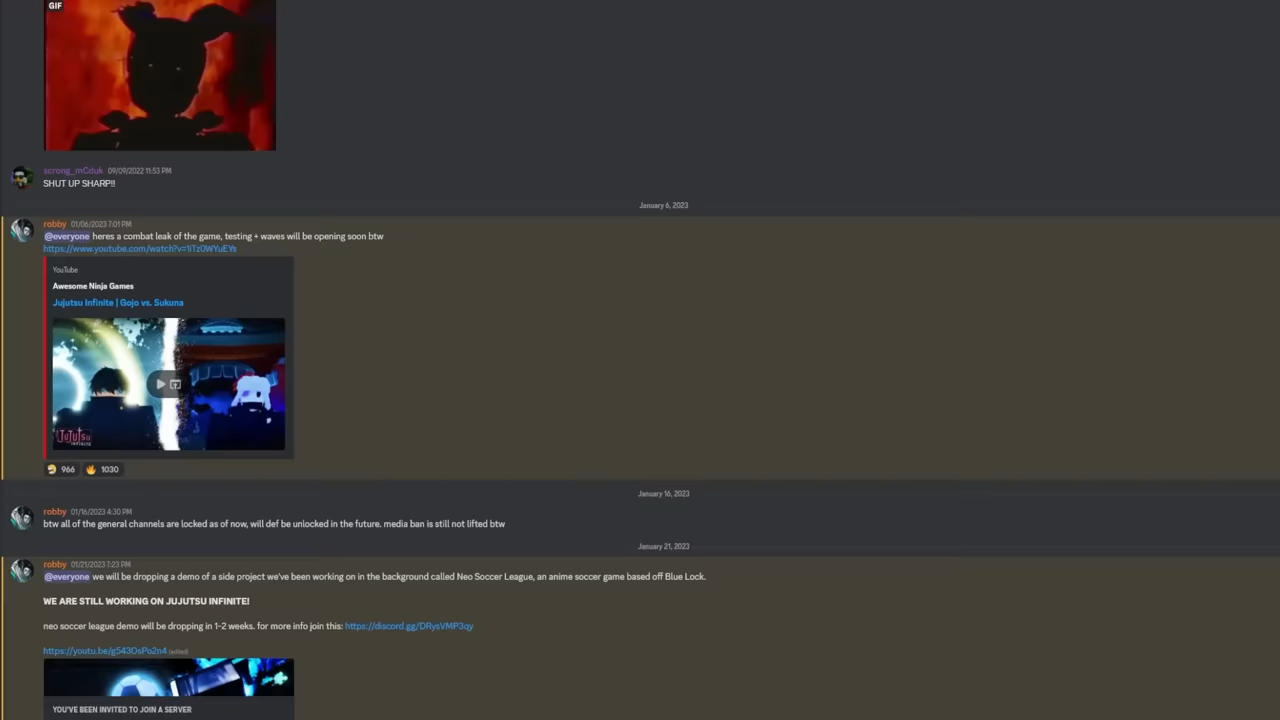 GIF
scrong_mCduk 09/09/2022 11:53 PM
SHUT UP SHARP!!
January 6, 2023
robby 01/06/2023 7:01 PM
@everyone heres a combat leak of the game, testing + waves will be opening soon btw
https://www.youtube.com/watch?v=1iTz0WYuEYs
YouTube
Awesome Ninja Games
Jujutsu Infinite | Gojo vs. Sukuna
JUJUTSU
INFINITE
966 1030
January 16, 2023
robby 01/16/2023 4:30 PM
btw all of the general channels are locked as of now, will def be unlocked in the future. media ban is still not lifted btw
January 21, 2023
robby 01/21/2023 7:23 PM
@everyone we will be dropping a demo of a side project we've been working on in the background called Neo Soccer League, an anime soccer game based off Blue Lock.
WE ARE STILL WORKING ON JUJUTSU INFINITE!
neo soccer league demo will be dropping in 1-2 weeks. for more info join this: https://discord.gg/DRysVMP3qy
https://youtu.be/g543OsPo2n4 (edited)
YOU'VE BEEN INVITED TO JOIN A SERVER